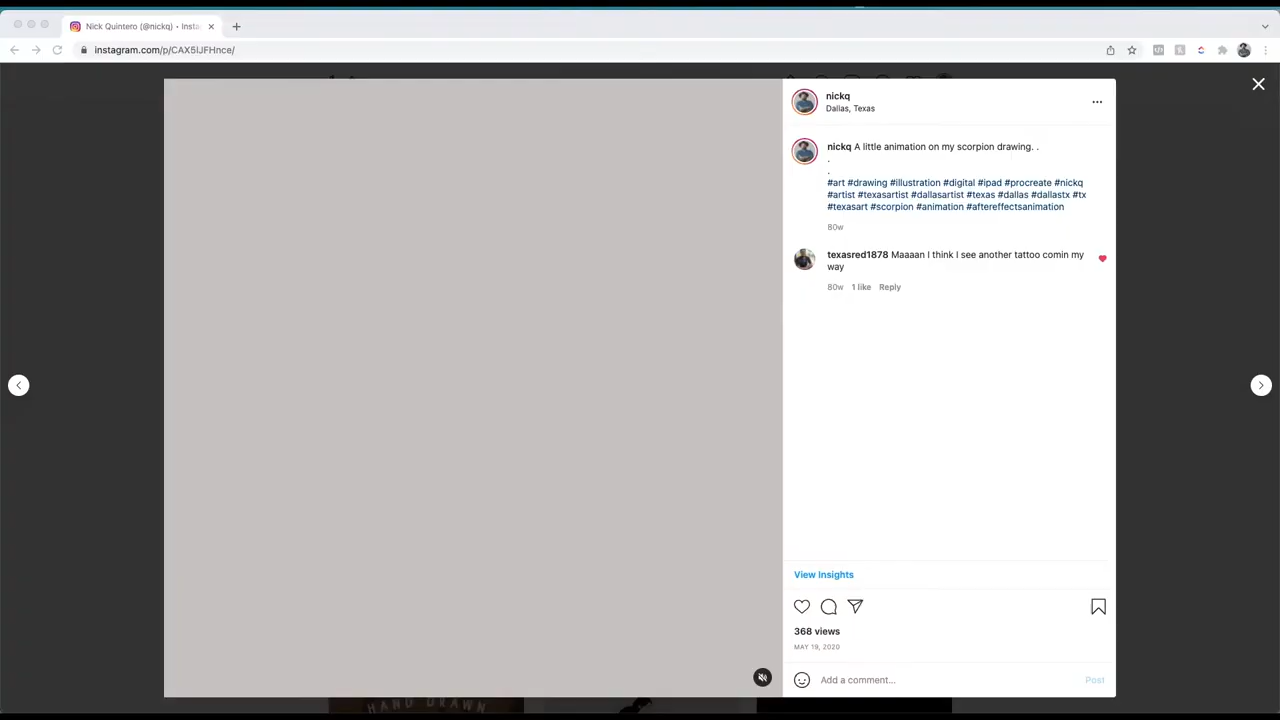 Nick Quintero (@nickq) • Insta
instagram.com/p/CAX5IJFHnce/
nickq
Dallas, Texas
nickq A little animation on my scorpion drawing. .
.
.
#art #drawing #illustration #digital #ipad #procreate #nickq
#artist #texasartist #dallasartist #texas #dallas #dallastx #tx
#texasart #scorpion #animation #aftereffectsanimation
80w
texasred1878 Maaaan I think I see another tattoo comin my
way
80w 1 like Reply
View Insights
368 views
MAY 19, 2020
Add a comment... Post
HAND DRAWN